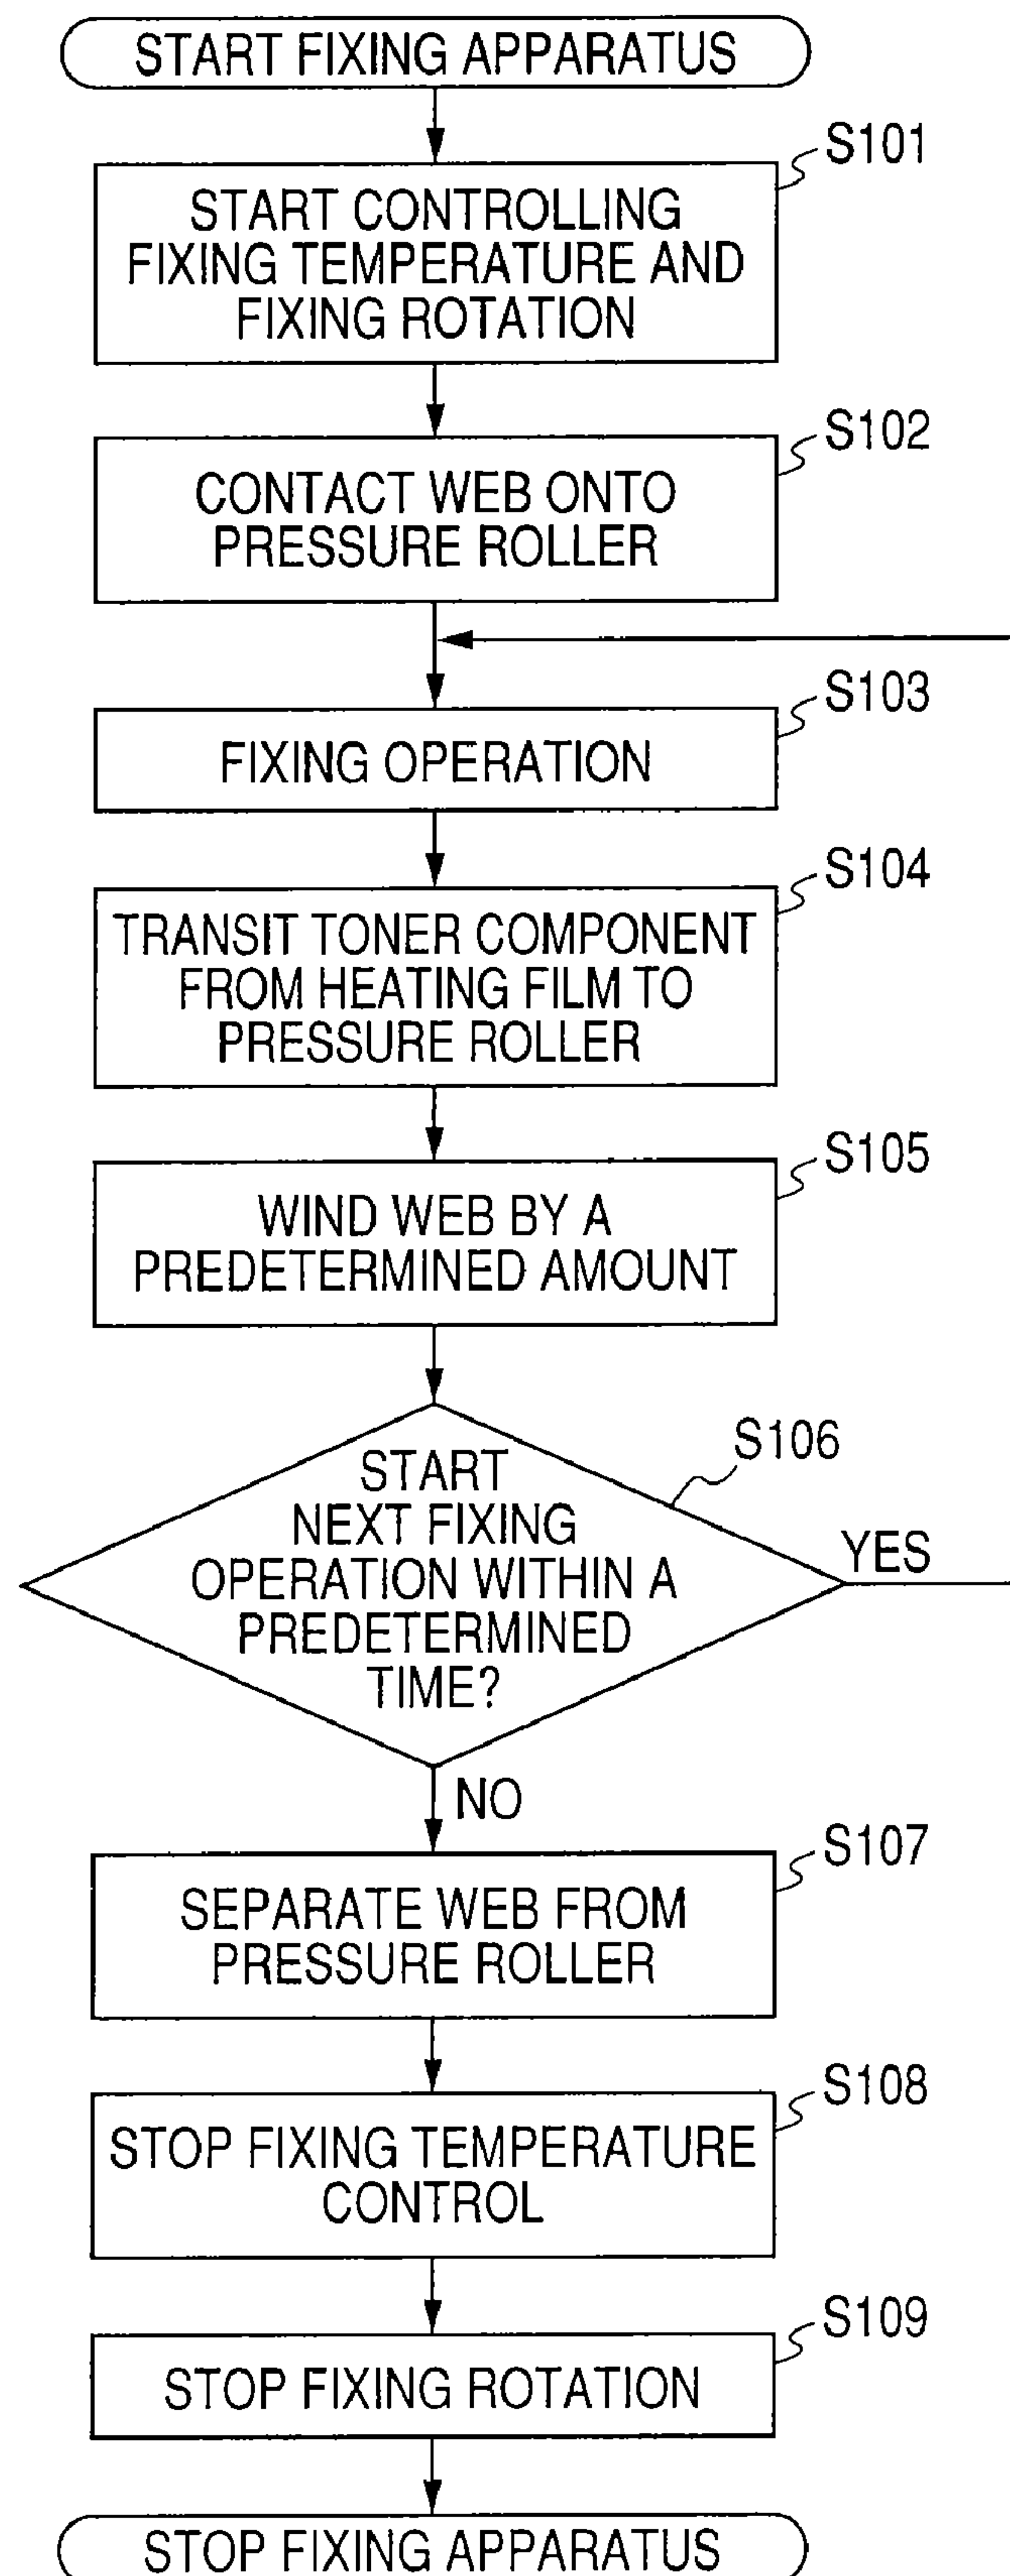 START FIXING APPARATUS
S101
START CONTROLLING
FIXING TEMPERATURE AND
FIXING ROTATION
S102
CONTACT WEB ONTO
PRESSURE ROLLER
S103
FIXING OPERATION
S104
TRANSIT TONER COMPONENT
FROM HEATING FILM TO
PRESSURE ROLLER
S105
WIND WEB BY A
PREDETERMINED AMOUNT
S106
START
NEXT FIXING
OPERATION WITHIN A
PREDETERMINED
TIME?
YES
NO
S107
SEPARATE WEB FROM
PRESSURE ROLLER
S108
STOP FIXING TEMPERATURE
CONTROL
S109
STOP FIXING ROTATION
STOP FIXING APPARATUS